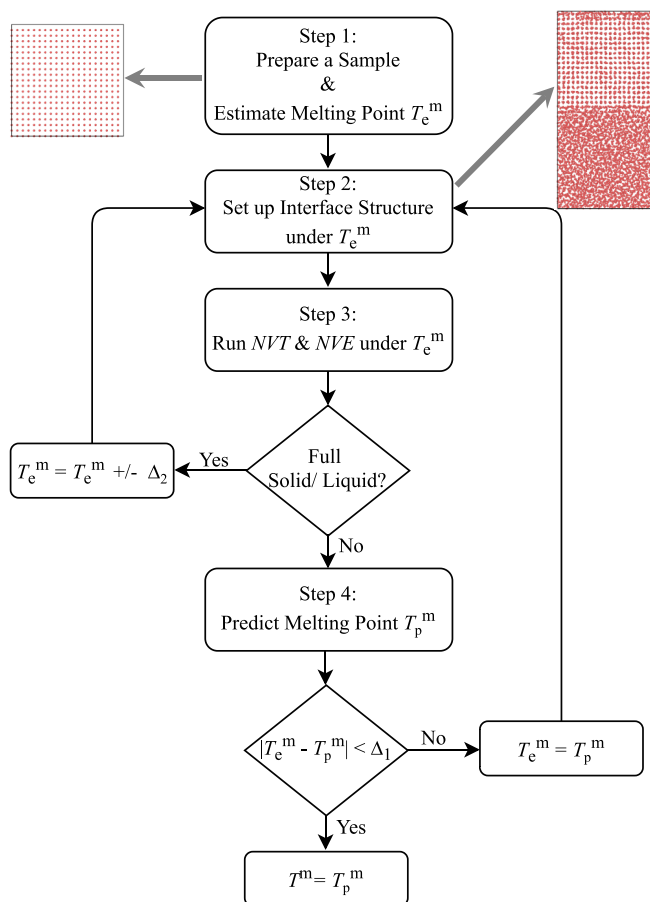 Step 1:
Prepare a Sample
&
Estimate Melting Point Tₑᵐ
Step 2:
Set up Interface Structure
under Tₑᵐ
Step 3:
Run NVT & NVE under Tₑᵐ
Full
Solid/ Liquid?
Yes
Tₑᵐ = Tₑᵐ +/- Δ₂
No
Step 4:
Predict Melting Point Tₚᵐ
|Tₑᵐ - Tₚᵐ| < Δ₁
No
Tₑᵐ = Tₚᵐ
Yes
Tᵐ = Tₚᵐ